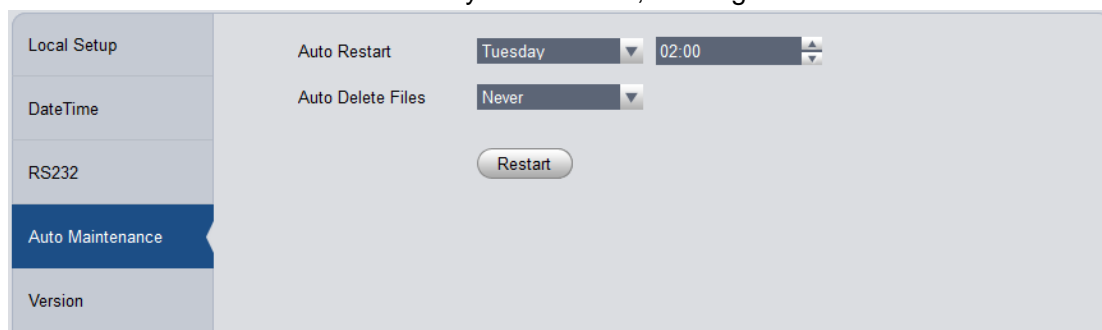 Local Setup
Auto Restart Tuesday 02:00
Auto Delete Files Never
DateTime
Restart
RS232
Auto Maintenance
Version